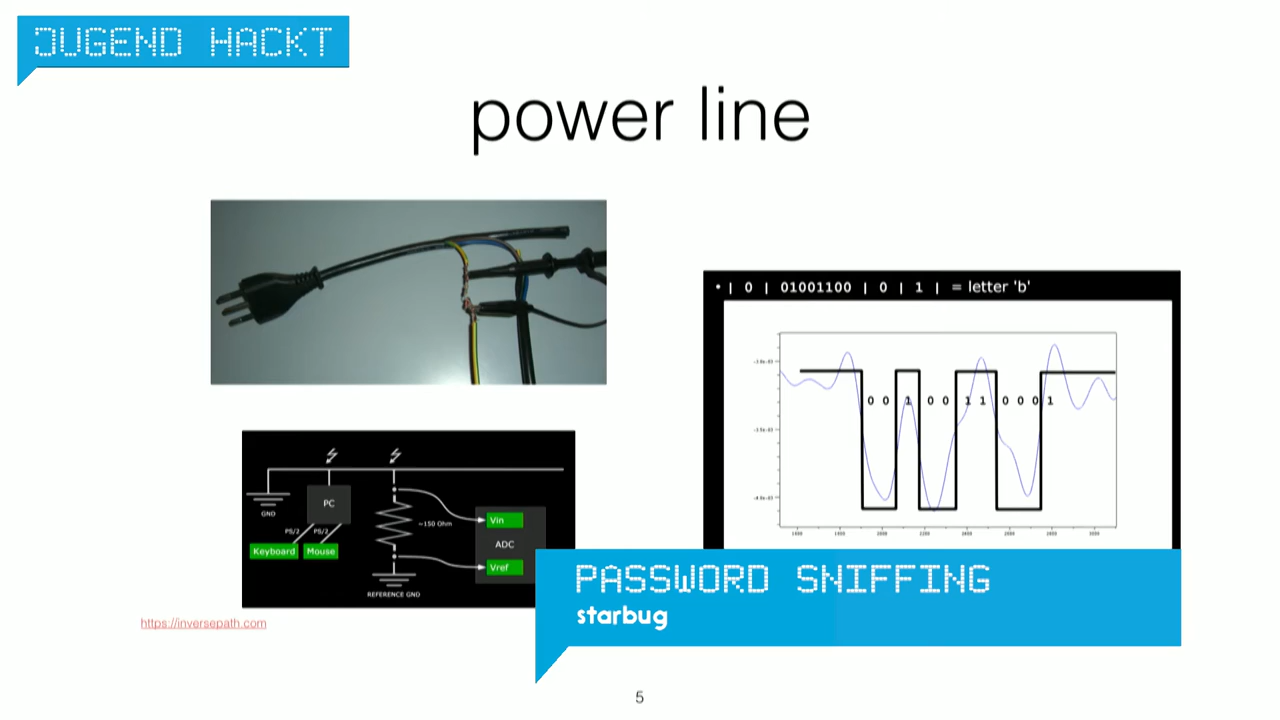 JUGEND HACKT
power line
• | 0 | 01001100 | 0 | 1 | = letter 'b'
0 0 1 0 0 1 1 0 0 0 1
PC
GND
PS/2 PS/2
Keyboard Mouse
~150 Ohm
Vin
ADC
Vref
REFERENCE GND
https://inversepath.com
PASSWORD SNIFFING
starbug
5